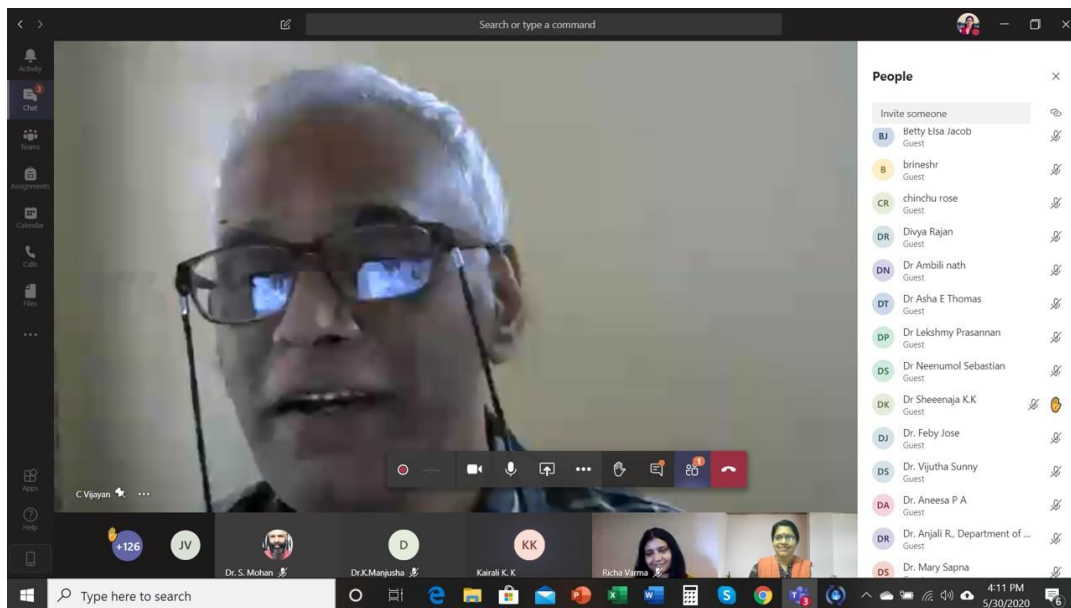 Search or type a command
Activity
3
Chat
Teams
Assignments
Calendar
Calls
Files
Apps
Help
C Vijayan
--:--
1
+126
JV
Dr. S. Mohan
D
Dr.K.Manjusha
KK
Kairali K. K
Richa Varma
People
Invite someone
BJ
Betty Elsa Jacob
Guest
B
brineshr
Guest
CR
chinchu rose
Guest
DR
Divya Rajan
Guest
DN
Dr Ambili nath
Guest
DT
Dr Asha E Thomas
Guest
DP
Dr Lekshmy Prasannan
Guest
DS
Dr Neenumol Sebastian
Guest
DK
Dr Sheeenaja K.K
Guest
DJ
Dr. Feby Jose
Guest
DS
Dr. Vijutha Sunny
Guest
DA
Dr. Aneesa P A
Guest
DR
Dr. Anjali R., Department of ...
Guest
DS
Dr. Mary Sapna
Type here to search
3
4:11 PM
5/30/2020
6